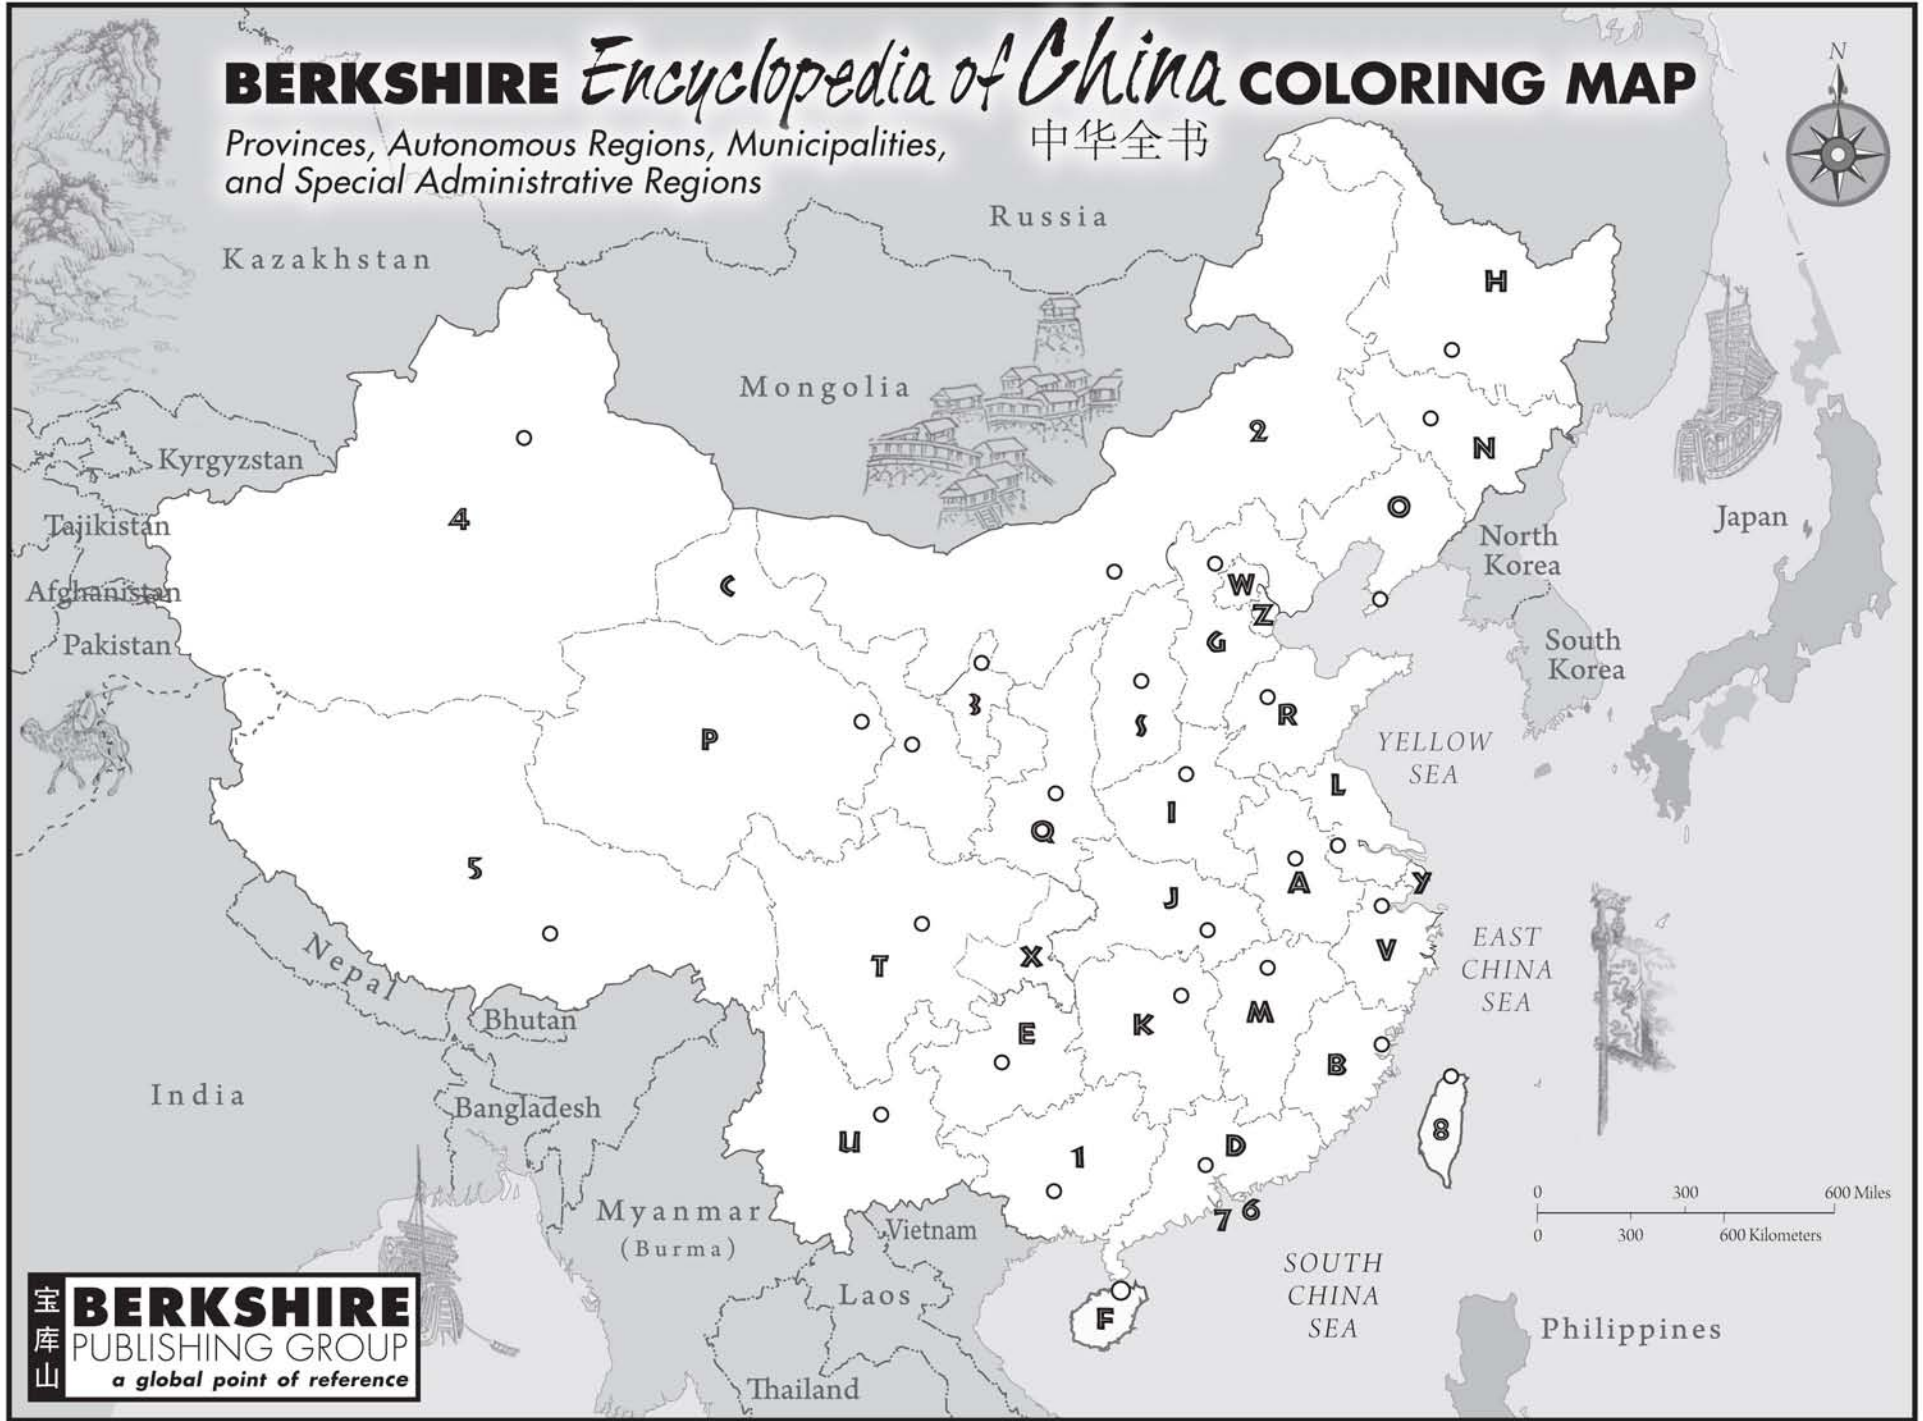 BERKSHIRE Encyclopedia of China COLORING MAP
Provinces, Autonomous Regions, Municipalities,
and Special Administrative Regions
中华全书
N
Russia
Kazakhstan
H
Mongolia
2
N
Kyrgyzstan
4
O
Tajikistan
Japan
North
Korea
C
W
Afghanistan
Z
Pakistan
G
South
Korea
3
R
S
P
YELLOW
SEA
L
I
Q
5
A
Y
J
EAST
CHINA
SEA
V
X
T
Nepal
M
K
Bhutan
E
B
India
Bangladesh
8
U
D
1
0 300 600 Miles
0 300 600 Kilometers
7 6
Myanmar
(Burma)
Vietnam
SOUTH
CHINA
SEA
Laos
F
Philippines
Thailand
宝库山
BERKSHIRE
PUBLISHING GROUP
a global point of reference